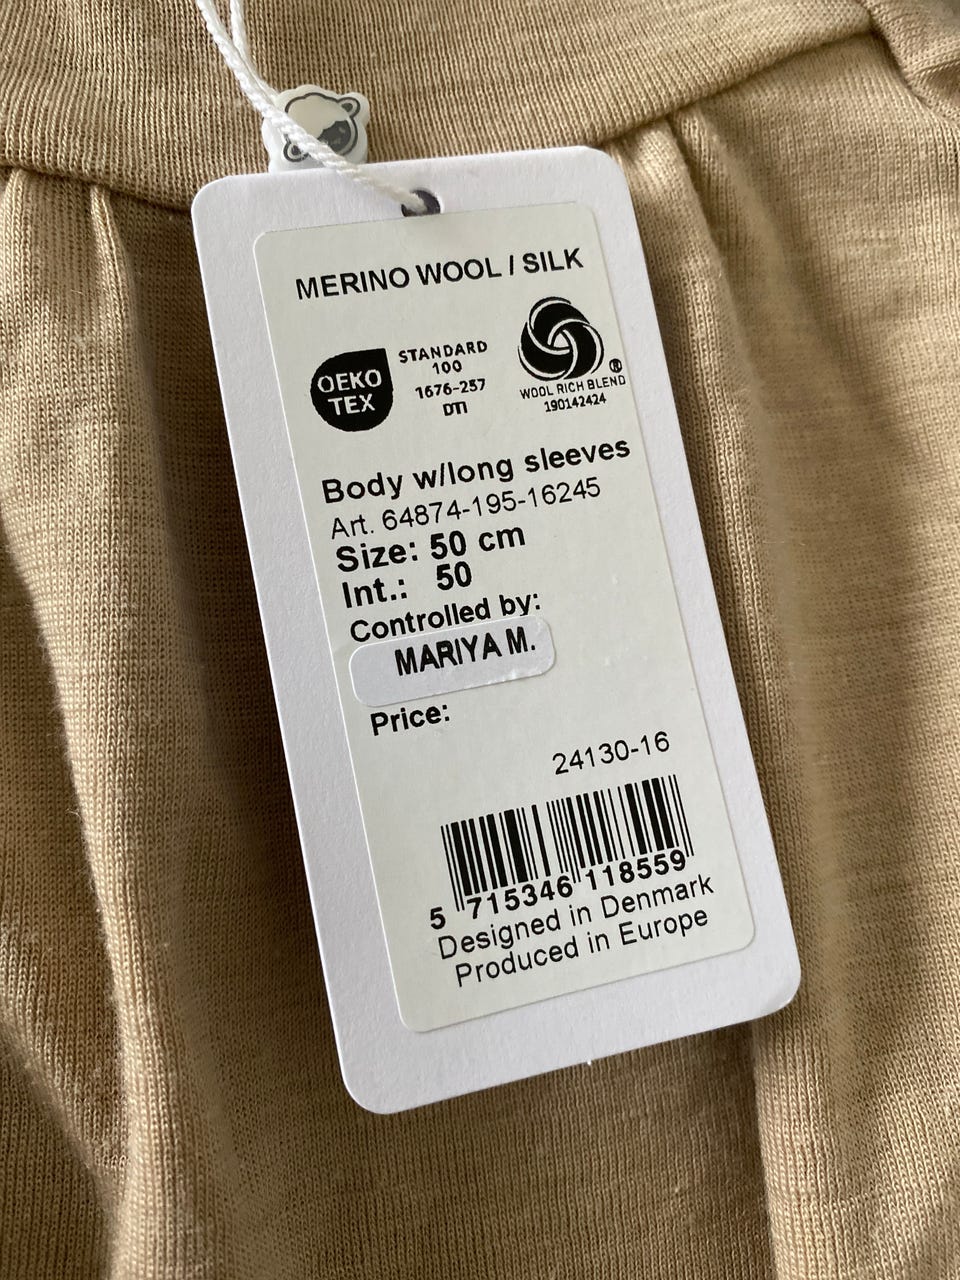 MERINO WOOL / SILK
OEKO
TEX
STANDARD
100
1676-257
DTI
WOOL RICH BLEND
190142424
®
Body w/long sleeves
Art. 64874-195-16245
Size: 50 cm
Int.: 50
Controlled by:
MARIYA M.
Price:
24130-16
5 715346 118559
Designed in Denmark
Produced in Europe